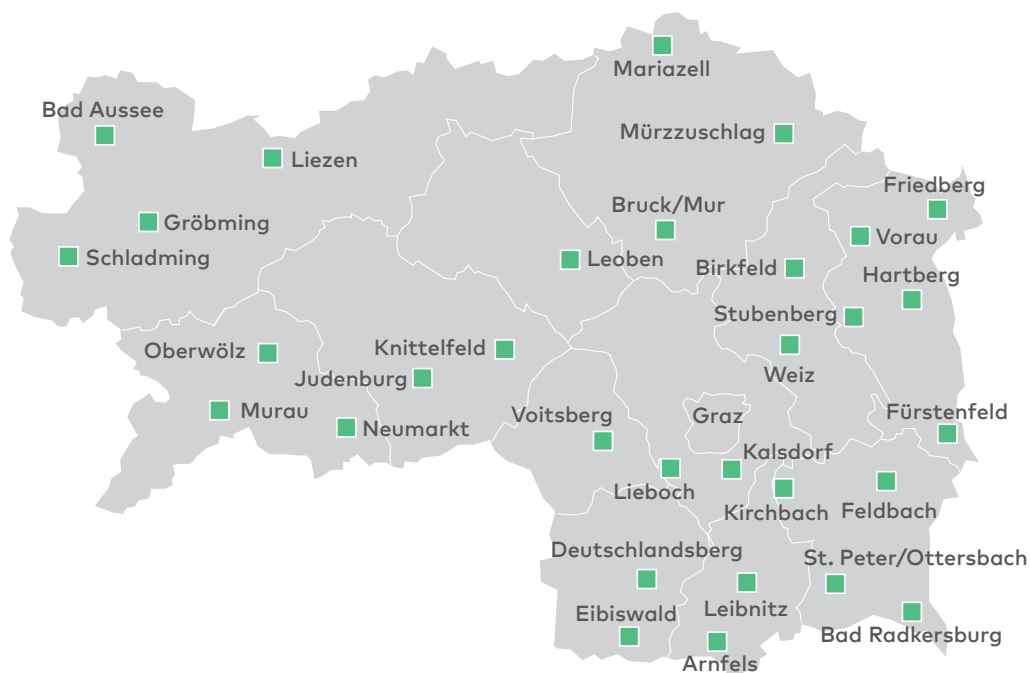 Mariazell
Bad Aussee
Mürzzuschlag
Liezen
Friedberg
Bruck/Mur
Gröbming
Vorau
Schladming
Leoben
Birkfeld
Hartberg
Stubenberg
Oberwölz
Knittelfeld
Weiz
Judenburg
Murau
Voitsberg
Graz
Fürstenfeld
Neumarkt
Kalsdorf
Lieboch
Kirchbach
Feldbach
Deutschlandsberg
St. Peter/Ottersbach
Eibiswald
Leibnitz
Bad Radkersburg
Arnfels